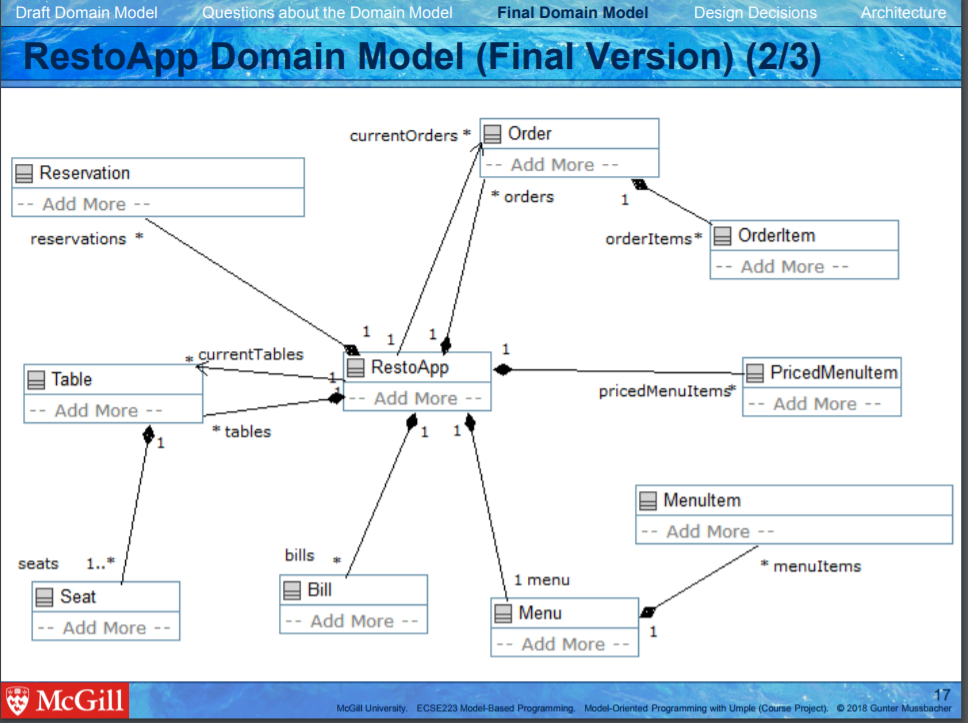 Draft Domain Model Questions about the Domain Model Final Domain Model Design Decisions Architecture
RestoApp Domain Model (Final Version) (2/3)
currentOrders *
Order
-- Add More --
* orders
1
Reservation
-- Add More --
reservations *
orderItems*
OrderItem
-- Add More --
1
1
1
1
* currentTables
RestoApp
-- Add More --
1
1
Table
-- Add More --
* tables
1
pricedMenuItems*
PricedMenuItem
-- Add More --
1
1
MenuItem
-- Add More --
* menuItems
seats 1..*
Seat
-- Add More --
bills *
Bill
-- Add More --
1 menu
Menu
-- Add More --
1
McGill
17
McGill University. ECSE223 Model-Based Programming. Model-Oriented Programming with Umple (Course Project). © 2018 Gunter Mussbacher